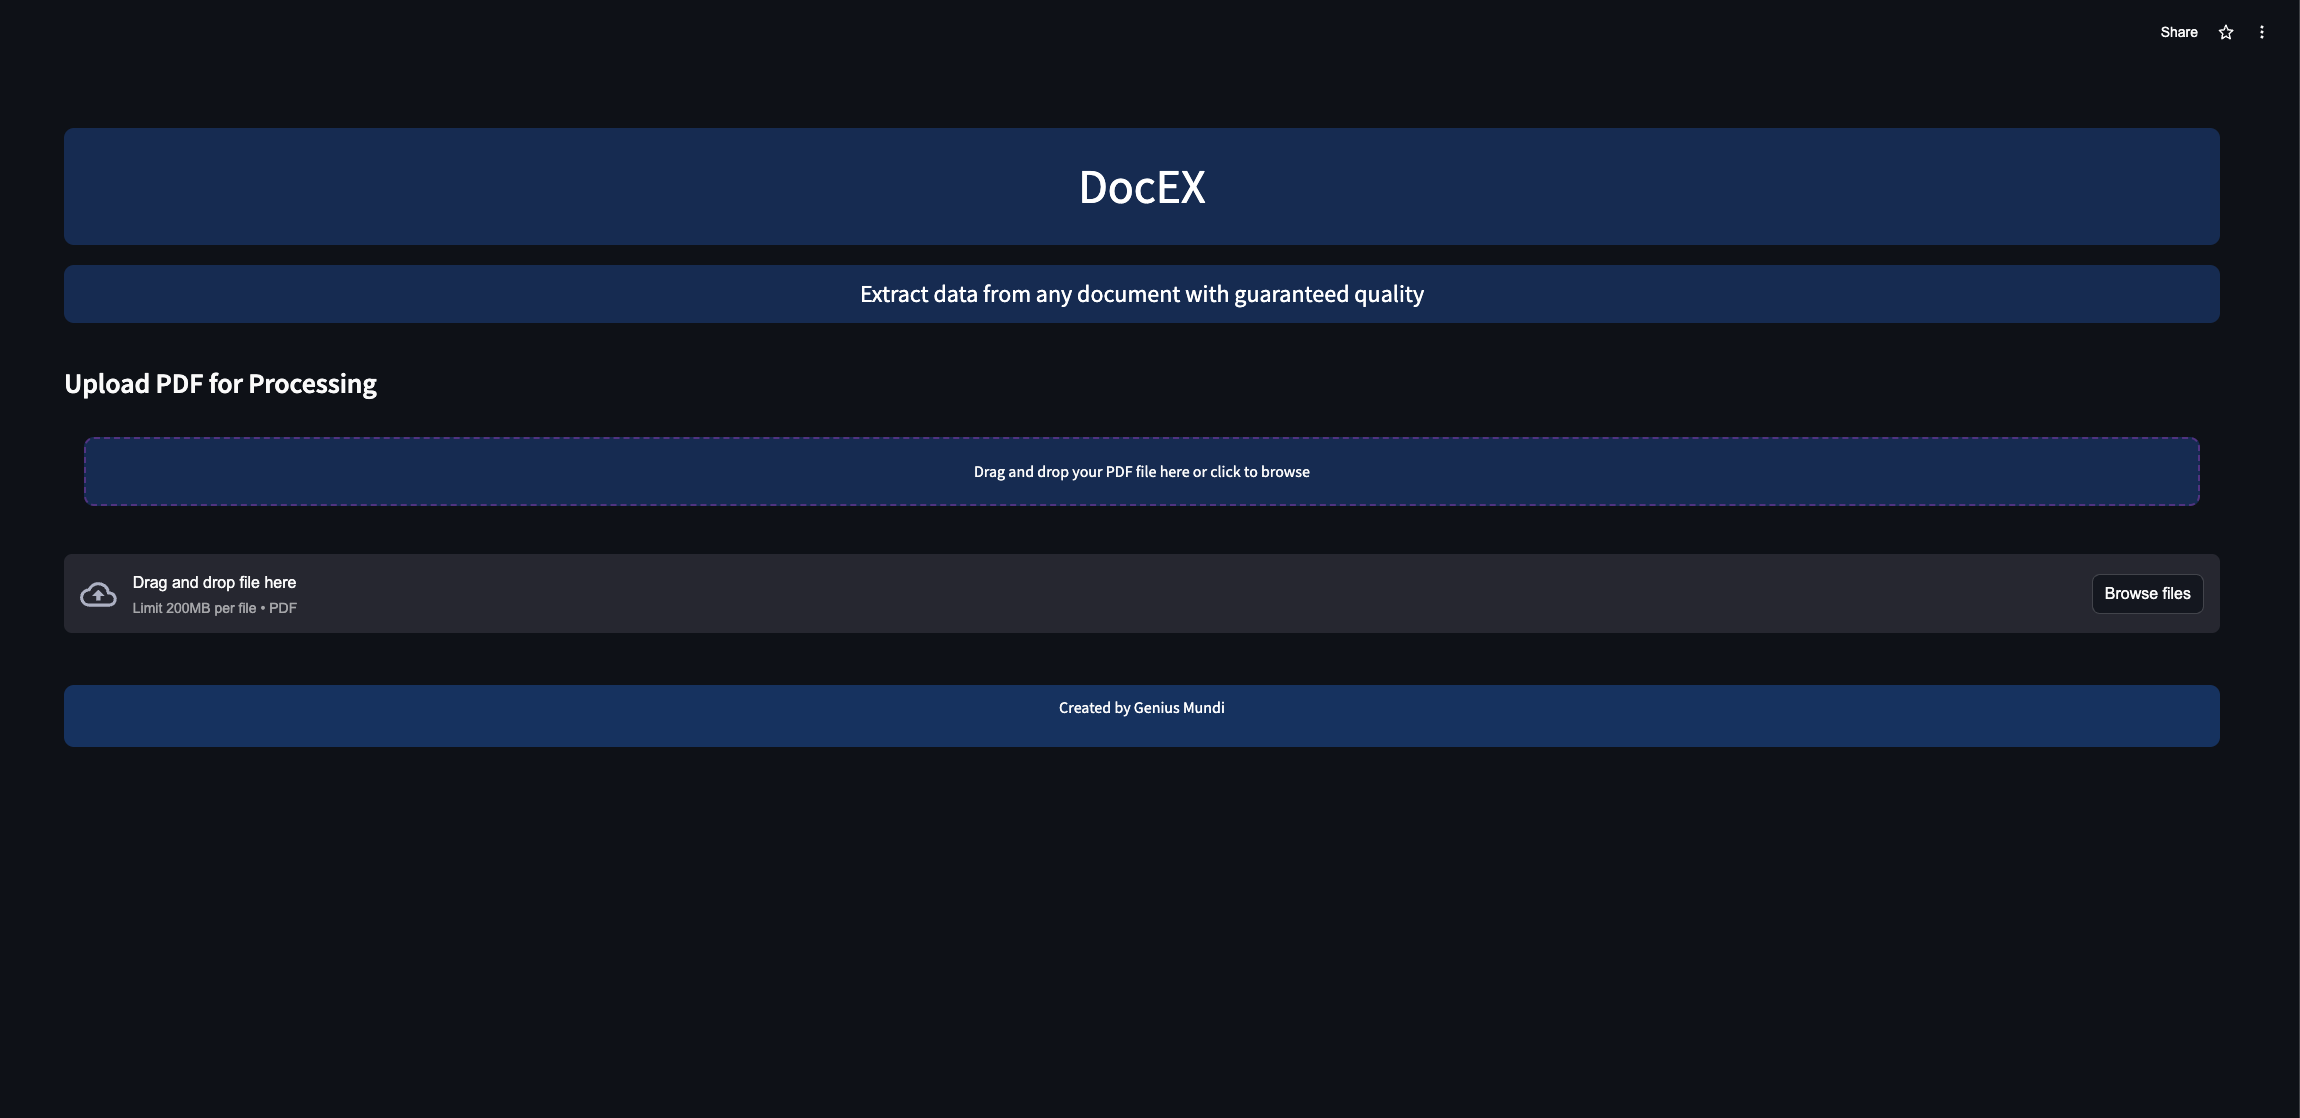 Share
DocEX
Extract data from any document with guaranteed quality
Upload PDF for Processing
Drag and drop your PDF file here or click to browse
Drag and drop file here
Limit 200MB per file • PDF
Browse files
Created by Genius Mundi